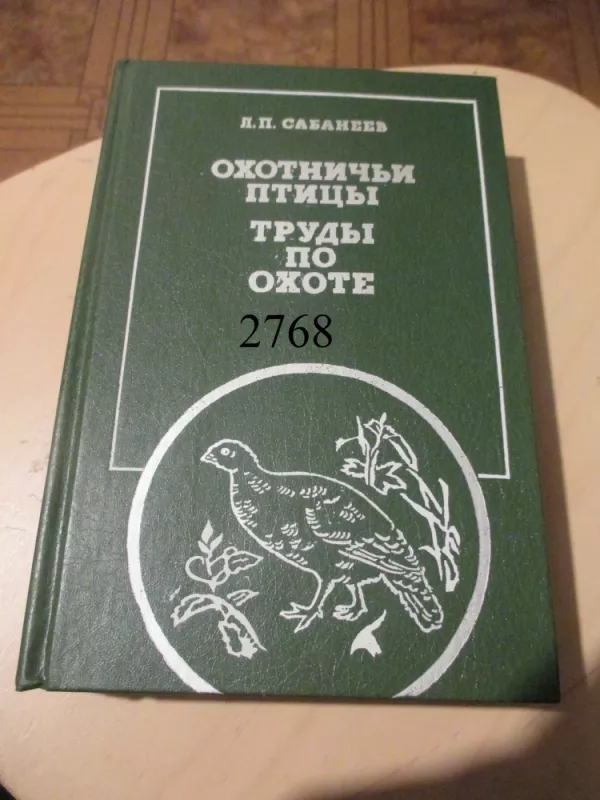 Л.П. САБАНЕЕВ
ОХОТНИЧЬИ
ПТИЦЫ
ТРУДЫ
ПО
ОХОТЕ
2768